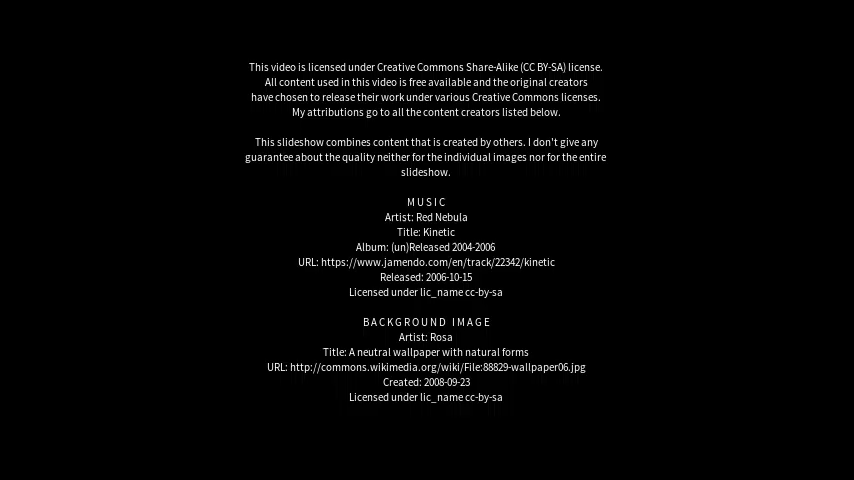 This video is licensed under Creative Commons Share-Alike (CC BY-SA) license.
All content used in this video is free available and the original creators
have chosen to release their work under various Creative Commons licenses.
My attributions go to all the content creators listed below.
This slideshow combines content that is created by others. I don't give any
guarantee about the quality neither for the individual images nor for the entire
slideshow.
MUSIC
Artist: Red Nebula
Title: Kinetic
Album: (un)Released 2004-2006
URL: https://www.jamendo.com/en/track/22342/kinetic
Released: 2006-10-15
Licensed under lic_name cc-by-sa
BACKGROUND IMAGE
Artist: Rosa
Title: A neutral wallpaper with natural forms
URL: http://commons.wikimedia.org/wiki/File:88829-wallpaper06.jpg
Created: 2008-09-23
Licensed under lic_name cc-by-sa